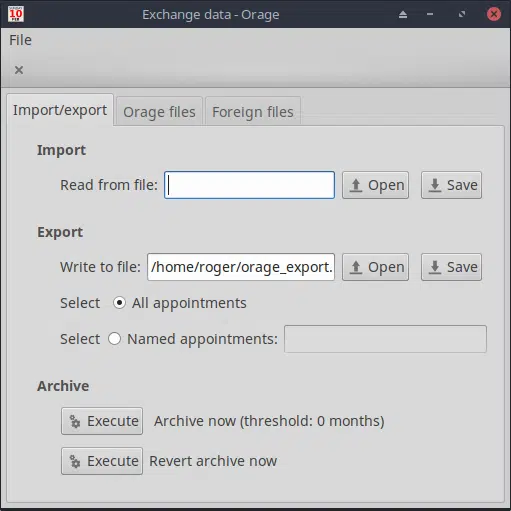 Exchange data - Orage
File
Import/export Orage files Foreign files
Import
Read from file: Open Save
Export
Write to file: /home/roger/orage_export. Open Save
Select All appointments
Select Named appointments:
Archive
Execute Archive now (threshold: 0 months)
Execute Revert archive now